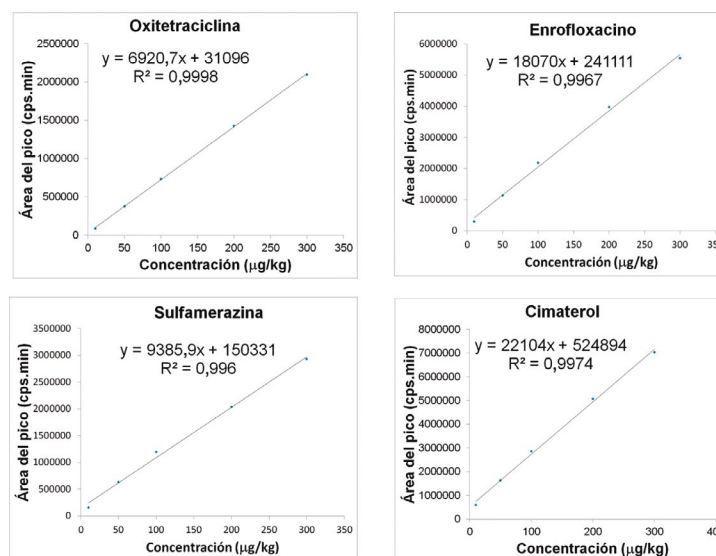 Oxitetraciclina
y = 6920,7x + 31096
R² = 0,9998
Área del pico (cps.min)
2500000
2000000
1500000
1000000
500000
0
0 50 100 150 200 250 300 350
Concentración (µg/kg)
Enrofloxacino
y = 18070x + 241111
R² = 0,9967
Área del pico (cps.min)
6000000
5000000
4000000
3000000
2000000
1000000
0
0 50 100 150 200 250 300 350
Concentración (µg/kg)
Sulfamerazina
y = 9385,9x + 150331
R² = 0,996
Área del pico (cps.min)
3500000
3000000
2500000
2000000
1500000
1000000
500000
0
0 50 100 150 200 250 300 350
Concentración (µg/kg)
Cimaterol
y = 22104x + 524894
R² = 0,9974
Área del pico (cps.min)
8000000
7000000
6000000
5000000
4000000
3000000
2000000
1000000
0
0 100 200 300
Concentración (µg/kg)